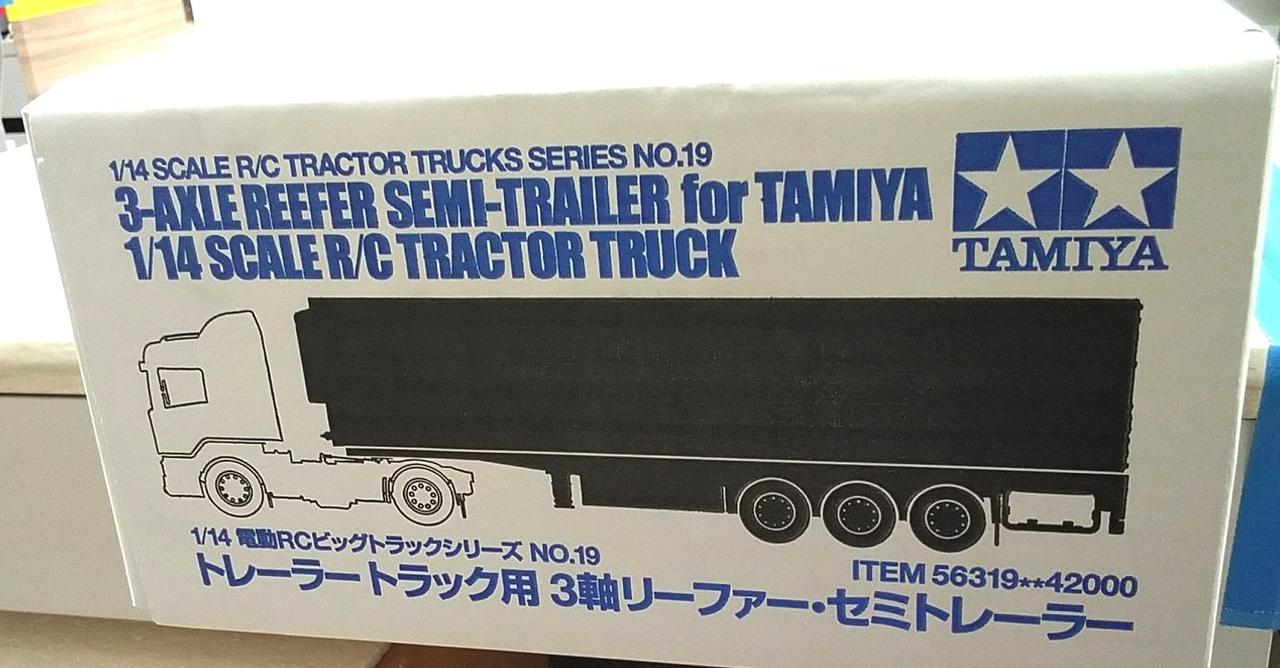 1/14 SCALE R/C TRACTOR TRUCKS SERIES NO.19
3-AXLE REEFER SEMI-TRAILER for TAMIYA
1/14 SCALE R/C TRACTOR TRUCK
TAMIYA
1/14 電動RCビッグトラックシリーズ NO.19
ITEM 56319**42000
トレーラートラック用 3軸リーファー・セミトレーラー